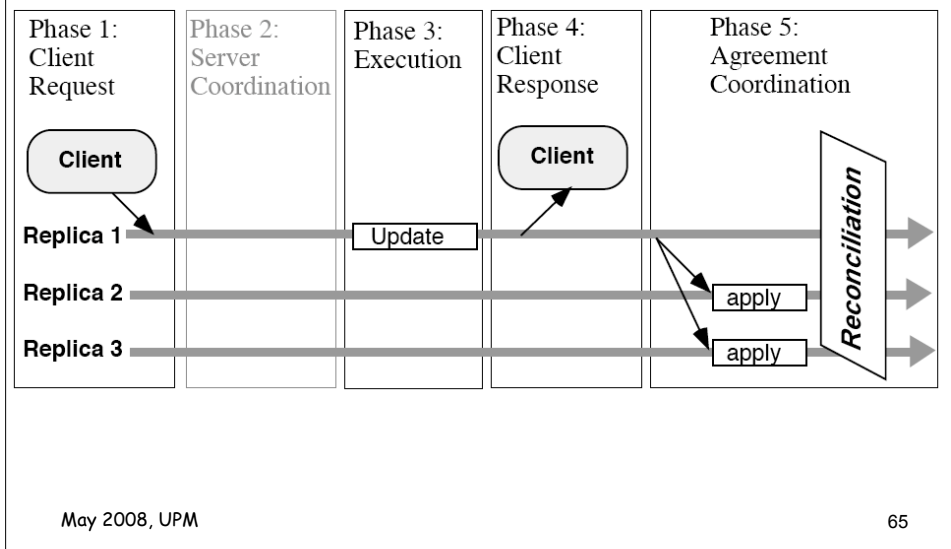 Phase 1:
Client
Request
Phase 2:
Server
Coordination
Phase 3:
Execution
Phase 4:
Client
Response
Phase 5:
Agreement
Coordination
Client
Client
Replica 1
Update
Replica 2
apply
Replica 3
apply
Reconciliation
May 2008, UPM
65